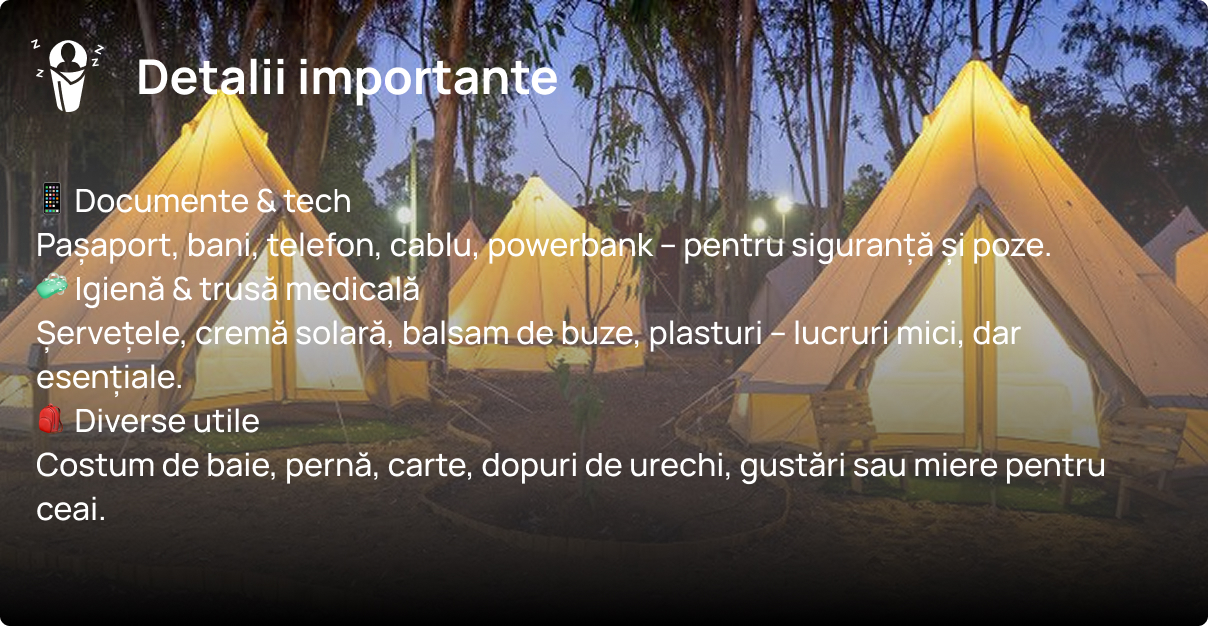 Detalii importante
📱 Documente & tech
Pașaport, bani, telefon, cablu, powerbank – pentru siguranță și poze.
🧼 Igienă & trusă medicală
Șervețele, cremă solară, balsam de buze, plasturi – lucruri mici, dar
esențiale.
🎒 Diverse utile
Costum de baie, pernă, carte, dopuri de urechi, gustări sau miere pentru
ceai.